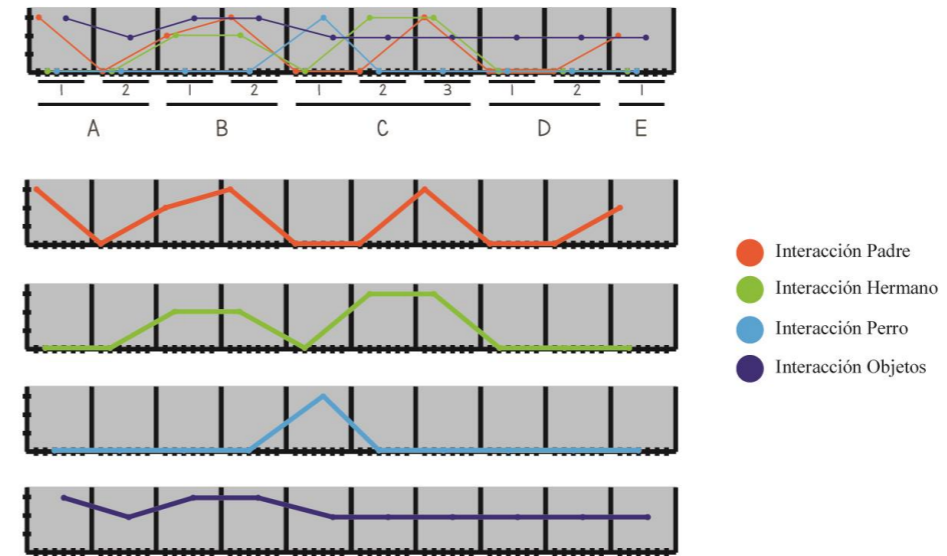 1 2 1 2 1 2 3 1 2 1
A B C D E
Interacción Padre
Interacción Hermano
Interacción Perro
Interacción Objetos